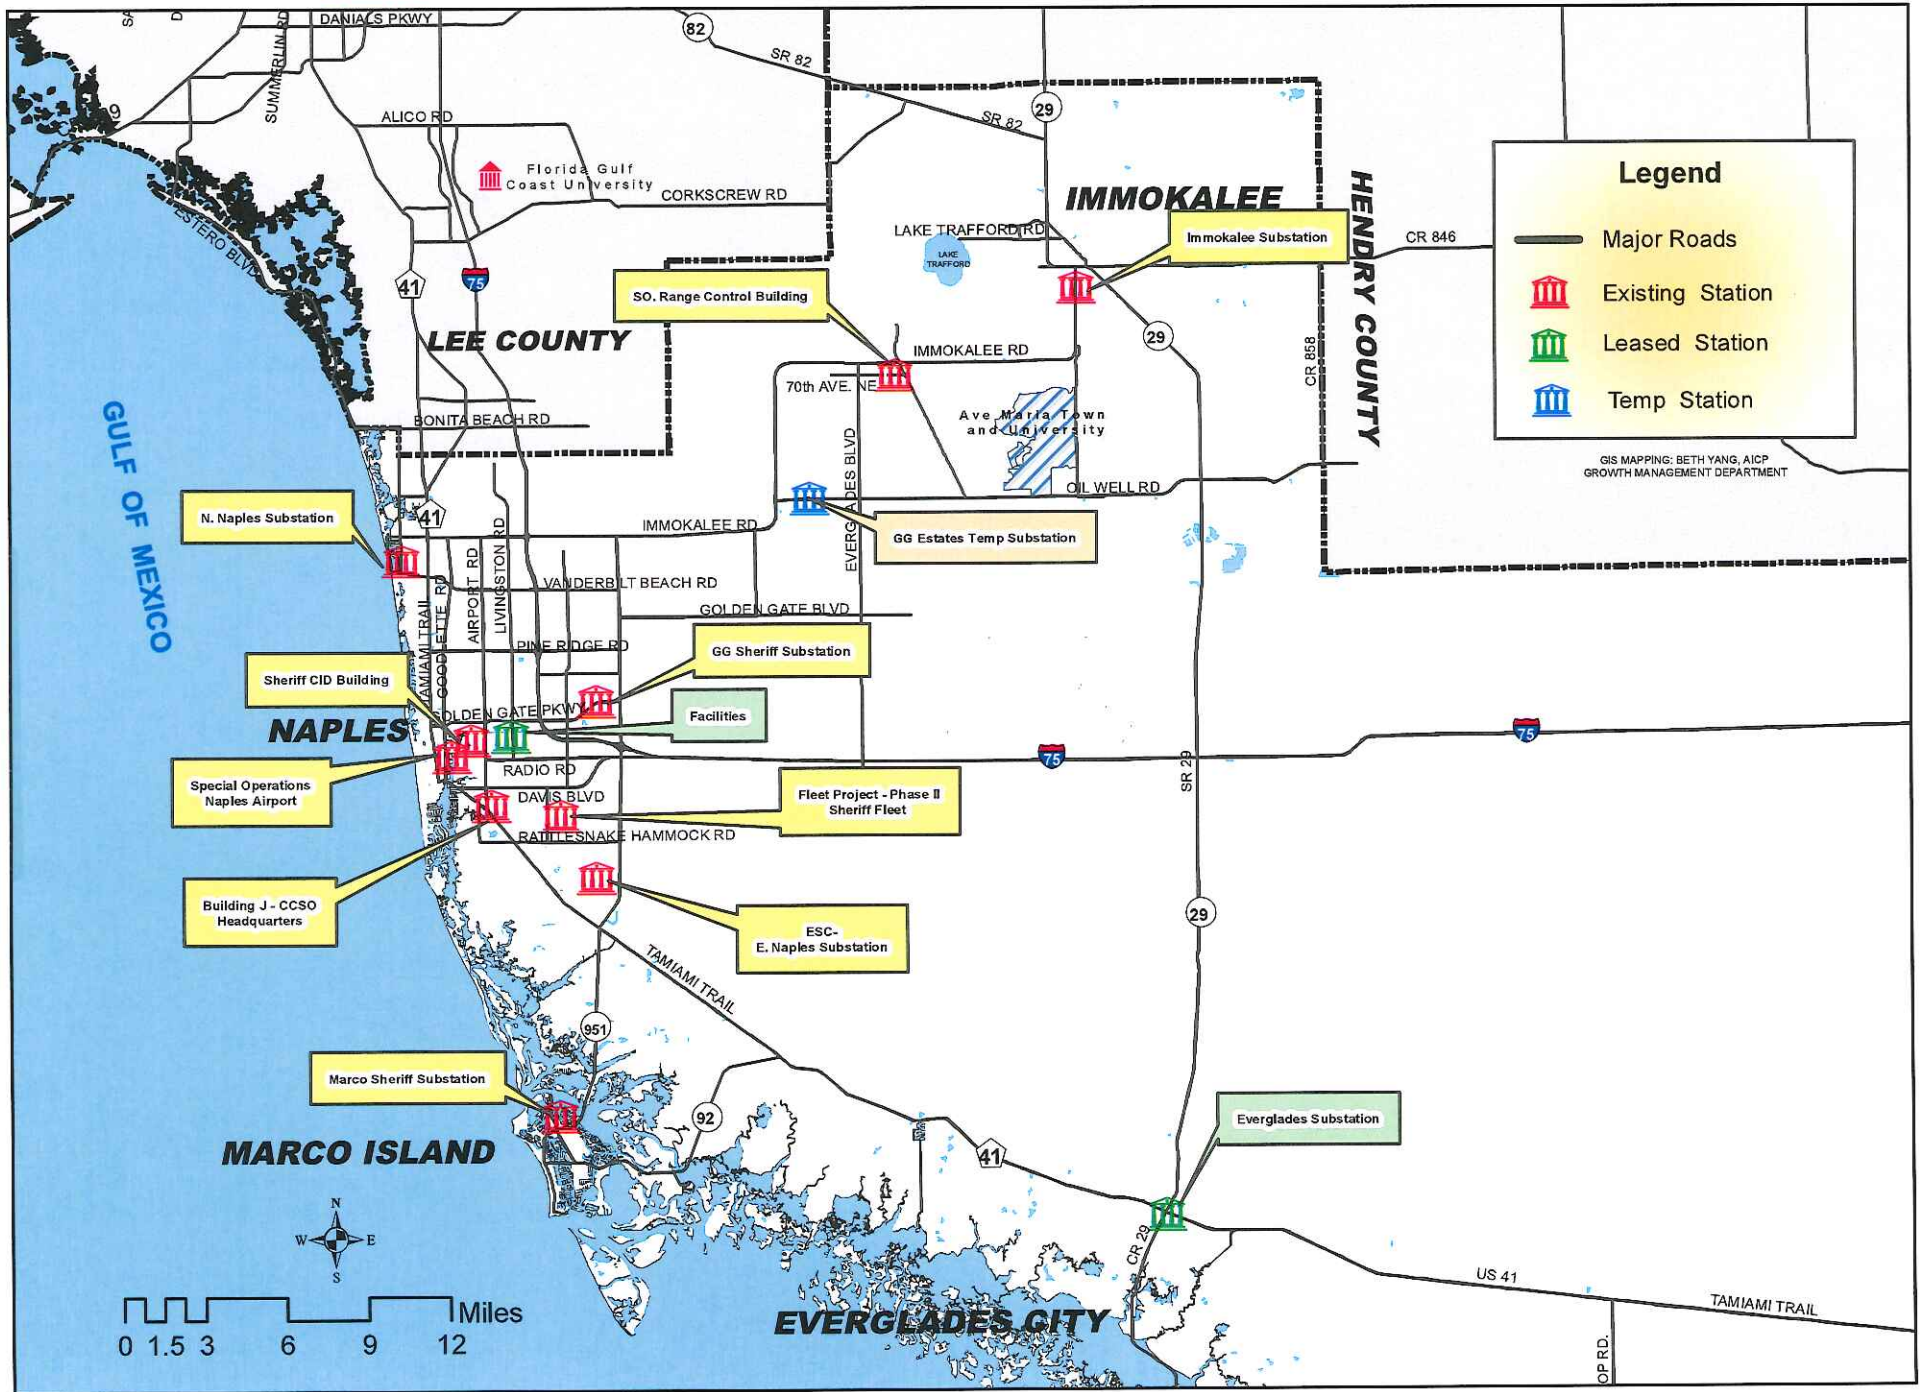 DANIALS PKWY
SUMMERLIN RD
82
SR 82
ALICO RD
29
SR 82
Florida Gulf
Coast University
CORKSCREW RD
ESTERO BLVD
IMMOKALEE
LAKE TRAFFORD RD
LAKE
TRAFFORD
Immokalee Substation
HENDRY COUNTY
CR 846
Legend
Major Roads
Existing Station
Leased Station
Temp Station
41
75
SO. Range Control Building
LEE COUNTY
29
IMMOKALEE RD
CR 858
70th AVE. NE
Ave Maria Town
and University
BONITA BEACH RD
EVERGLADES BLVD
GIS MAPPING: BETH YANG, AICP
GROWTH MANAGEMENT DEPARTMENT
GULF OF MEXICO
OIL WELL RD
N. Naples Substation
41
IMMOKALEE RD
GG Estates Temp Substation
LIVINGSTON RD
AIRPORT RD
VANDERBILT BEACH RD
GOODLETTE RD
TAMIAMI TRAIL
GOLDEN GATE BLVD
PINE RIDGE RD
GG Sheriff Substation
Sheriff CID Building
GOLDEN GATE PKWY
Facilities
NAPLES
75
75
RADIO RD
SR 29
Special Operations
Naples Airport
DAVIS BLVD
Fleet Project - Phase II
Sheriff Fleet
RATTLESNAKE HAMMOCK RD
Building J - CCSO
Headquarters
29
ESC-
E. Naples Substation
TAMIAMI TRAIL
951
Marco Sheriff Substation
92
Everglades Substation
MARCO ISLAND
41
N
W E
S
CR 29
US 41
TAMIAMI TRAIL
EVERGLADES CITY
Miles
0 1.5 3 6 9 12
OP RD.